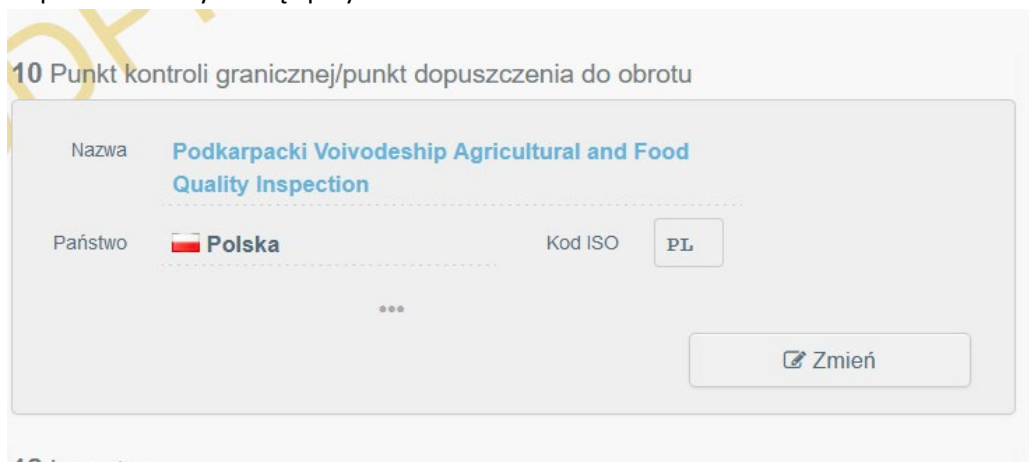 10 Punkt kontroli granicznej/punkt dopuszczenia do obrotu
Nazwa Podkarpacki Voivodeship Agricultural and Food
Quality Inspection
Państwo Polska Kod ISO PL
•••
Zmień